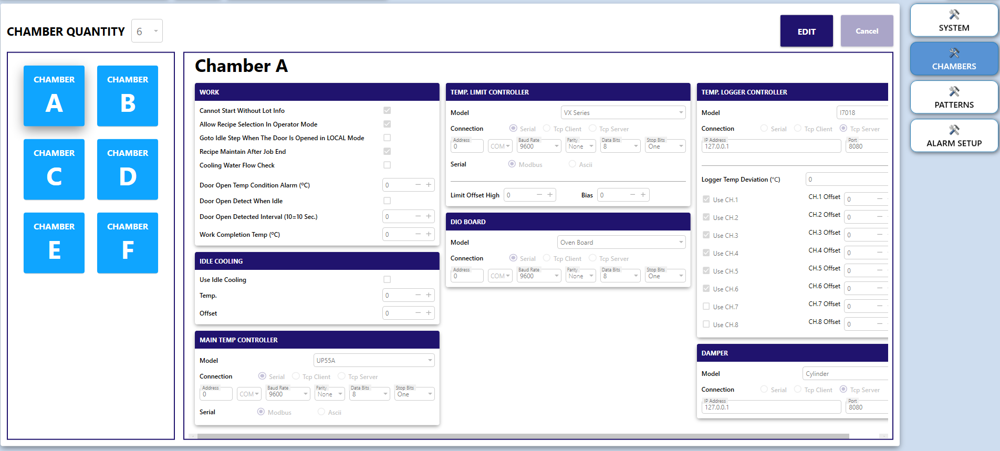 CHAMBER QUANTITY
6
EDIT
Cancel
CHAMBER
A
CHAMBER
B
CHAMBER
C
CHAMBER
D
CHAMBER
E
CHAMBER
F
Chamber A
WORK
Cannot Start Without Lot Info
Allow Recipe Selection In Operator Mode
Goto Idle Step When The Door Is Opened in LOCAL Mode
Recipe Maintain After Job End
Cooling Water Flow Check
Door Open Temp Condition Alarm (ºC)
0
Door Open Detect When Idle
Door Open Detected Interval (10=10 Sec.)
0
Work Completion Temp (ºC)
0
IDLE COOLING
Use Idle Cooling
Temp.
0
Offset
0
MAIN TEMP CONTROLLER
Model
UP55A
Connection
Serial Tcp Client Tcp Server
Address Baud Rate Parity Data Bits Stop Bits
0 COM 9600 None 8 One
Serial
Modbus Ascii
TEMP. LIMIT CONTROLLER
Model
VX Series
Connection
Serial Tcp Client Tcp Server
Address Baud Rate Parity Data Bits Stop Bits
0 COM 9600 None 8 One
Serial
Modbus Ascii
Limit Offset High 0
Bias 0
DIO BOARD
Model
Oven Board
Connection
Serial Tcp Client Tcp Server
Address Baud Rate Parity Data Bits Stop Bits
0 COM 9600 None 8 One
TEMP. LOGGER CONTROLLER
Model
I7018
Connection
Serial Tcp Client Tcp Server
IP Address Port
127.0.0.1 8080
Logger Temp Deviation (℃)
0
Use CH.1 CH.1 Offset 0
Use CH.2 CH.2 Offset 0
Use CH.3 CH.3 Offset 0
Use CH.4 CH.4 Offset 0
Use CH.5 CH.5 Offset 0
Use CH.6 CH.6 Offset 0
Use CH.7 CH.7 Offset 0
Use CH.8 CH.8 Offset 0
DAMPER
Model
Cylinder
Connection
Serial Tcp Client Tcp Server
IP Address Port
127.0.0.1 8080
SYSTEM
CHAMBERS
PATTERNS
ALARM SETUP